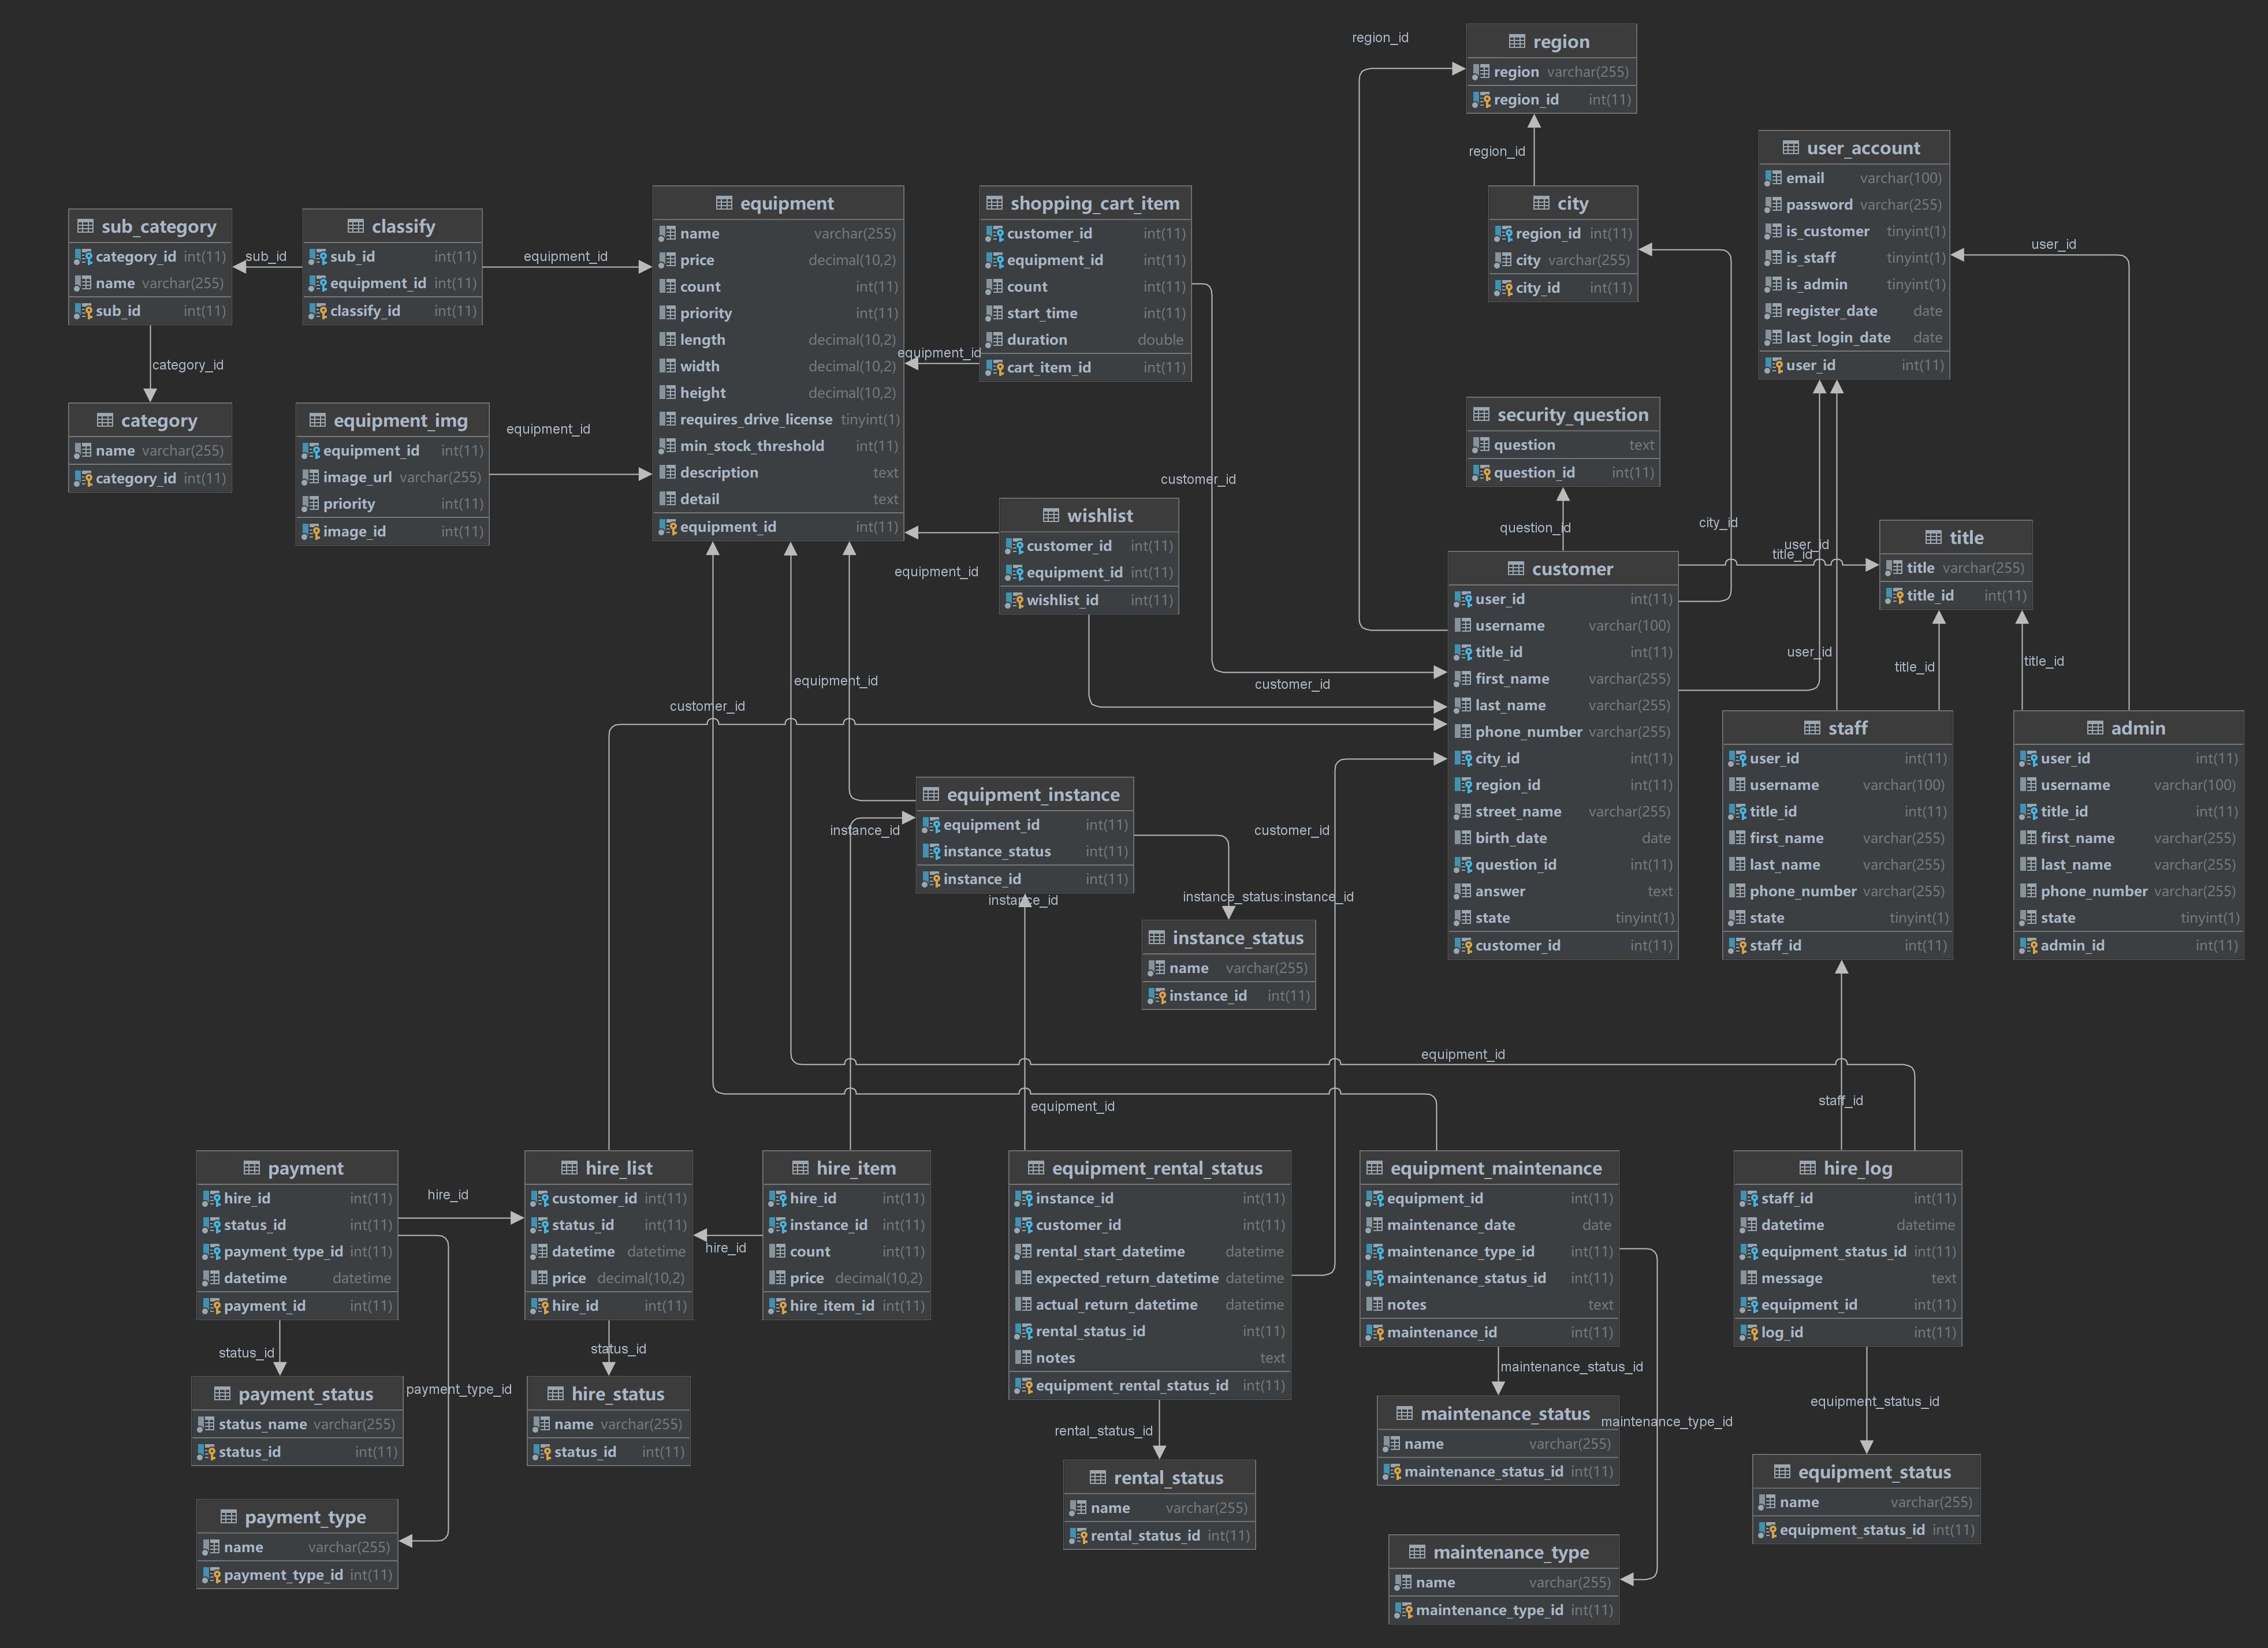 region_id
region
region varchar(255)
region_id int(11)
region_id
user_account
email varchar(100)
password varchar(255)
is_customer tinyint(1)
is_staff tinyint(1)
is_admin tinyint(1)
register_date date
last_login_date date
user_id int(11)
user_id
city
region_id int(11)
city varchar(255)
city_id int(11)
sub_category
category_id int(11)
name varchar(255)
sub_id int(11)
sub_id
classify
sub_id int(11)
equipment_id int(11)
classify_id int(11)
equipment_id
equipment
name varchar(255)
price decimal(10,2)
count int(11)
priority int(11)
length decimal(10,2)
width decimal(10,2)
height decimal(10,2)
requires_drive_license tinyint(1)
min_stock_threshold int(11)
description text
detail text
equipment_id int(11)
shopping_cart_item
customer_id int(11)
equipment_id int(11)
count int(11)
start_time int(11)
duration double
cart_item_id int(11)
equipment_id
category_id
category
name varchar(255)
category_id int(11)
equipment_img
equipment_id int(11)
image_url varchar(255)
priority int(11)
image_id int(11)
equipment_id
customer_id
security_question
question text
question_id int(11)
question_id
wishlist
customer_id int(11)
equipment_id int(11)
wishlist_id int(11)
equipment_id
city_id
user_id
title_id
title
title varchar(255)
title_id int(11)
customer
user_id int(11)
username varchar(100)
title_id int(11)
first_name varchar(255)
last_name varchar(255)
phone_number varchar(255)
city_id int(11)
region_id int(11)
street_name varchar(255)
birth_date date
question_id int(11)
answer text
state tinyint(1)
customer_id int(11)
user_id
title_id
title_id
equipment_id
customer_id
customer_id
staff
user_id int(11)
username varchar(100)
title_id int(11)
first_name varchar(255)
last_name varchar(255)
phone_number varchar(255)
state tinyint(1)
staff_id int(11)
admin
user_id int(11)
username varchar(100)
title_id int(11)
first_name varchar(255)
last_name varchar(255)
phone_number varchar(255)
state tinyint(1)
admin_id int(11)
equipment_instance
equipment_id int(11)
instance_status int(11)
instance_id int(11)
instance_id
customer_id
instance_id
instance_status:instance_id
instance_status
name varchar(255)
instance_id int(11)
equipment_id
equipment_id
staff_id
payment
hire_id int(11)
status_id int(11)
payment_type_id int(11)
datetime datetime
payment_id int(11)
hire_id
hire_list
customer_id int(11)
status_id int(11)
datetime datetime
price decimal(10,2)
hire_id int(11)
hire_id
hire_item
hire_id int(11)
instance_id int(11)
count int(11)
price decimal(10,2)
hire_item_id int(11)
equipment_rental_status
instance_id int(11)
customer_id int(11)
rental_start_datetime datetime
expected_return_datetime datetime
actual_return_datetime datetime
rental_status_id int(11)
notes text
equipment_rental_status_id int(11)
equipment_maintenance
equipment_id int(11)
maintenance_date date
maintenance_type_id int(11)
maintenance_status_id int(11)
notes text
maintenance_id int(11)
hire_log
staff_id int(11)
datetime datetime
equipment_status_id int(11)
message text
equipment_id int(11)
log_id int(11)
status_id
status_id
maintenance_status_id
payment_status
status_name varchar(255)
status_id int(11)
payment_type_id
hire_status
name varchar(255)
status_id int(11)
rental_status_id
maintenance_status
name varchar(255)
maintenance_status_id int(11)
maintenance_type_id
equipment_status_id
rental_status
name varchar(255)
rental_status_id int(11)
equipment_status
name varchar(255)
equipment_status_id int(11)
payment_type
name varchar(255)
payment_type_id int(11)
maintenance_type
name varchar(255)
maintenance_type_id int(11)